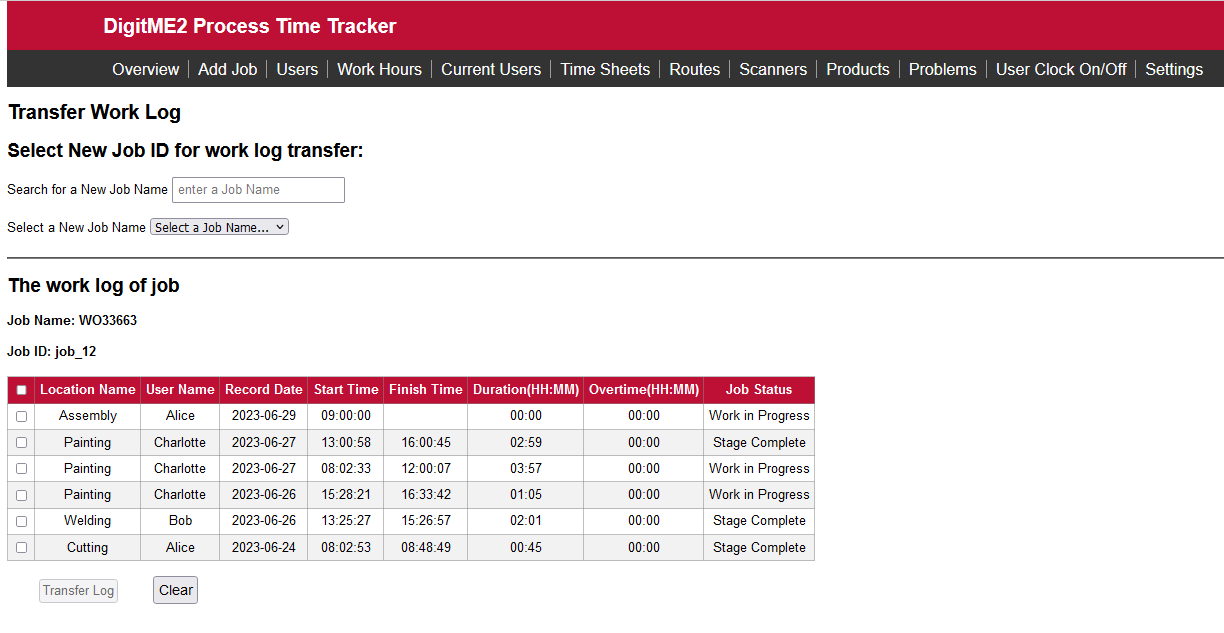 DigitME2 Process Time Tracker
Overview Add Job Users Work Hours Current Users Time Sheets Routes Scanners Products Problems User Clock On/Off Settings
Transfer Work Log
Select New Job ID for work log transfer:
Search for a New Job Name enter a Job Name
Select a New Job Name Select a Job Name...
The work log of job
Job Name: WO33663
Job ID: job_12
Location Name User Name Record Date Start Time Finish Time Duration(HH:MM) Overtime(HH:MM) Job Status
Assembly Alice 2023-06-29 09:00:00 00:00 00:00 Work in Progress
Painting Charlotte 2023-06-27 13:00:58 16:00:45 02:59 00:00 Stage Complete
Painting Charlotte 2023-06-27 08:02:33 12:00:07 03:57 00:00 Work in Progress
Painting Charlotte 2023-06-26 15:28:21 16:33:42 01:05 00:00 Work in Progress
Welding Bob 2023-06-26 13:25:27 15:26:57 02:01 00:00 Stage Complete
Cutting Alice 2023-06-24 08:02:53 08:48:49 00:45 00:00 Stage Complete
Transfer Log Clear